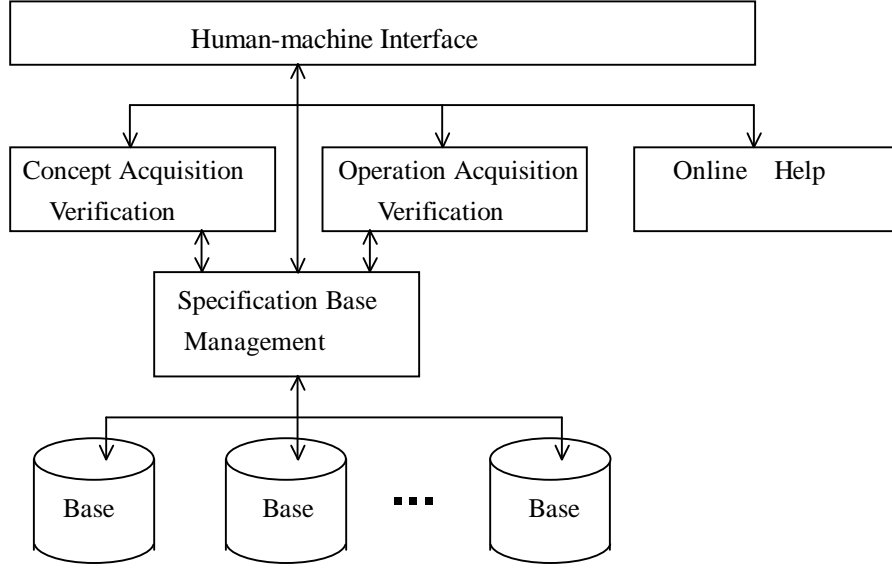 Human-machine Interface
Concept Acquisition
Verification
Operation Acquisition
Verification
Online Help
Specification Base
Management
Base
Base
...
Base